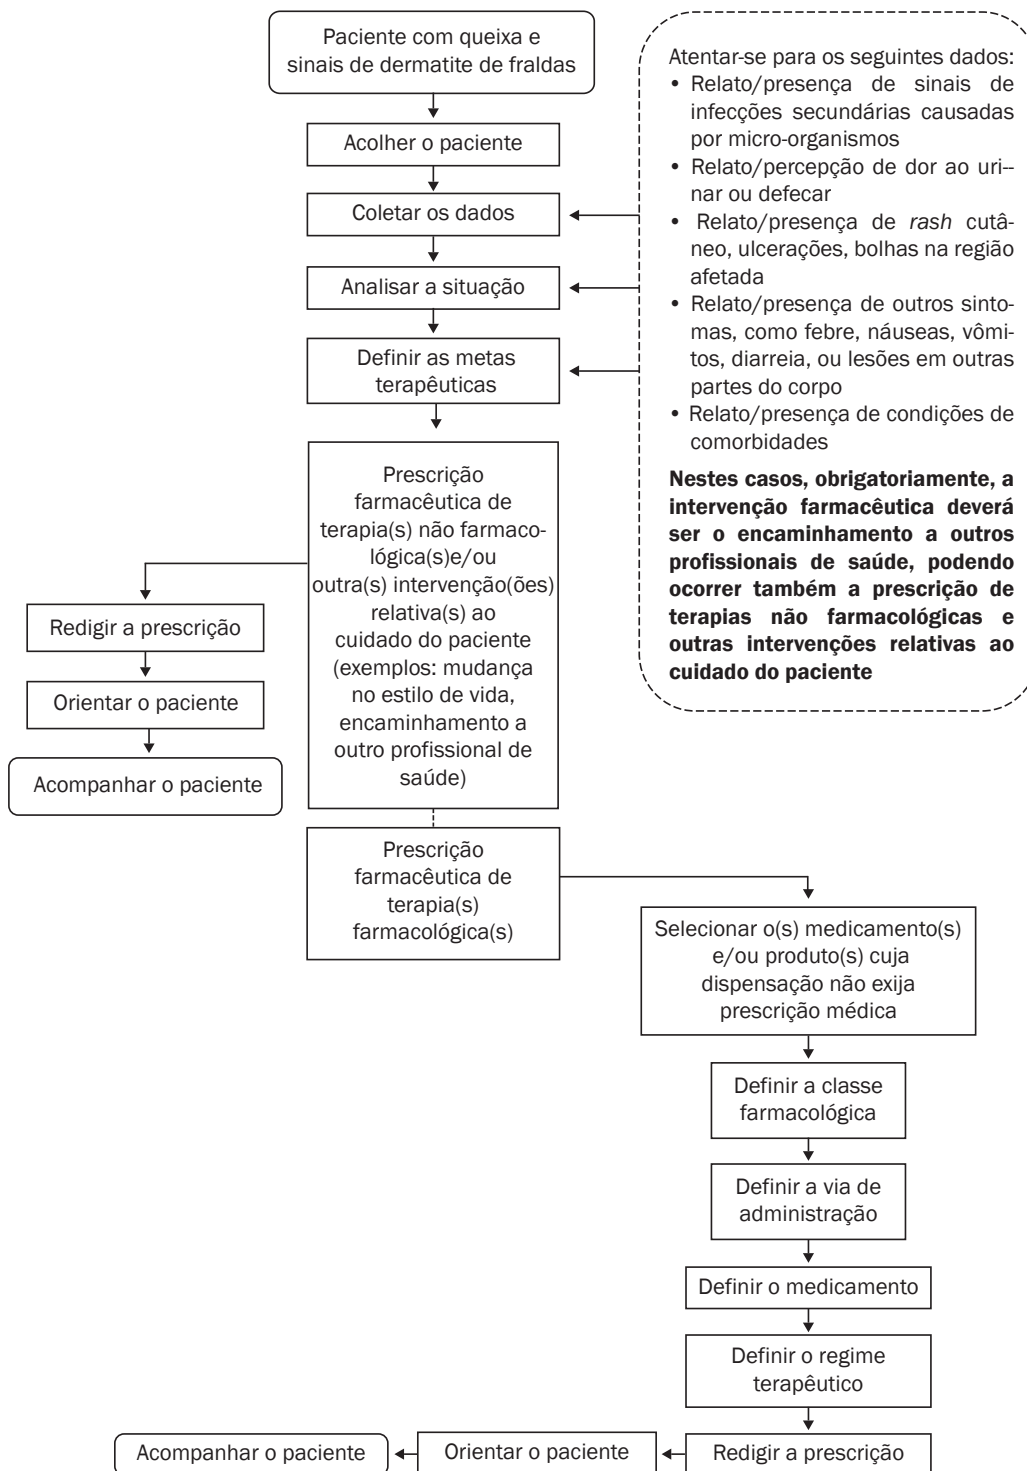 Paciente com queixa e
sinais de dermatite de fraldas
Acolher o paciente
Coletar os dados
Analisar a situação
Definir as metas
terapêuticas
Atentar-se para os seguintes dados:
• Relato/presença de sinais de
infecções secundárias causadas
por micro-organismos
• Relato/percepção de dor ao uri--
nar ou defecar
• Relato/presença de rash cutâ-
neo, ulcerações, bolhas na região
afetada
• Relato/presença de outros sinto-
mas, como febre, náuseas, vômi-
tos, diarreia, ou lesões em outras
partes do corpo
• Relato/presença de condições de
comorbidades
Nestes casos, obrigatoriamente, a
intervenção farmacêutica deverá
ser o encaminhamento a outros
profissionais de saúde, podendo
ocorrer também a prescrição de
terapias não farmacológicas e
outras intervenções relativas ao
cuidado do paciente
Prescrição
farmacêutica de
terapia(s) não farmaco-
lógica(s)e/ou
outra(s) intervenção(ões)
relativa(s) ao
cuidado do paciente
(exemplos: mudança
no estilo de vida,
encaminhamento a
outro profissional de
saúde)
Redigir a prescrição
Orientar o paciente
Acompanhar o paciente
Prescrição
farmacêutica de
terapia(s)
farmacológica(s)
Selecionar o(s) medicamento(s)
e/ou produto(s) cuja
dispensação não exija
prescrição médica
Definir a classe
farmacológica
Definir a via de
administração
Definir o medicamento
Definir o regime
terapêutico
Redigir a prescrição
Orientar o paciente
Acompanhar o paciente